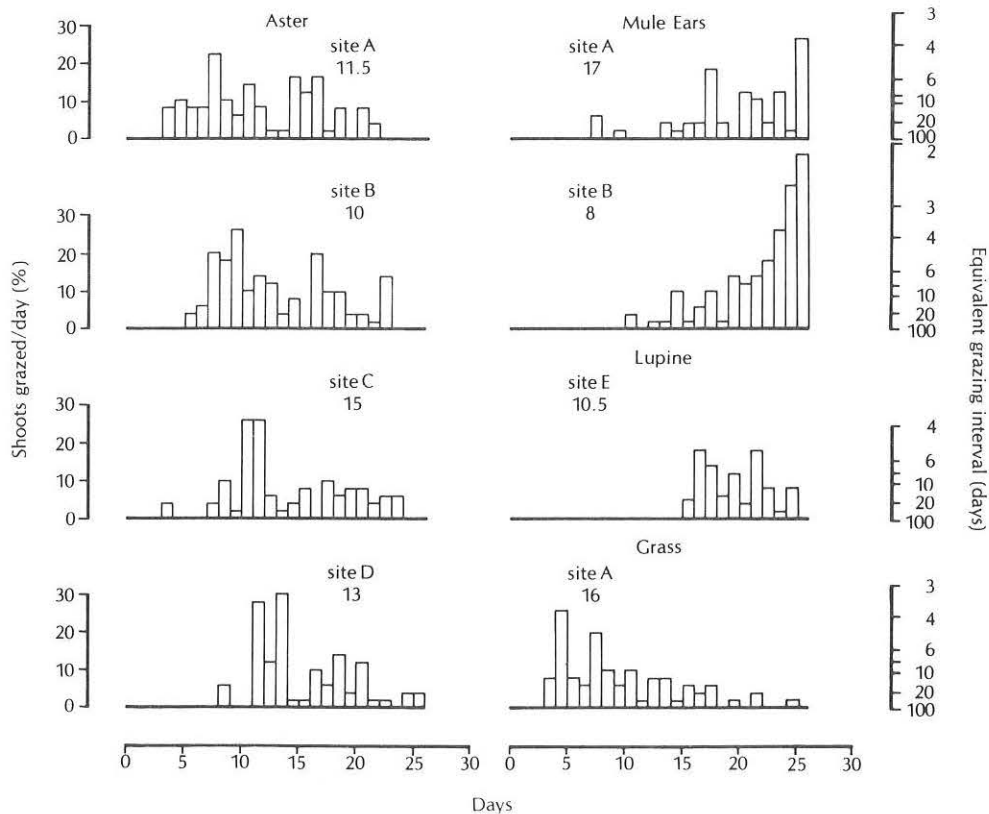 Aster
Mule Ears
site A
11.5
site A
17
30
20
10
0
3
4
6
10
20
100
site B
10
site B
8
30
20
10
0
2
3
4
6
10
20
100
Lupine
site C
15
site E
10.5
30
20
10
0
4
6
10
20
100
Grass
site D
13
site A
16
30
20
10
0
3
4
6
10
20
100
0 5 10 15 20 25 30
0 5 10 15 20 25 30
Days
Shoots grazed/day (%)
Equivalent grazing interval (days)